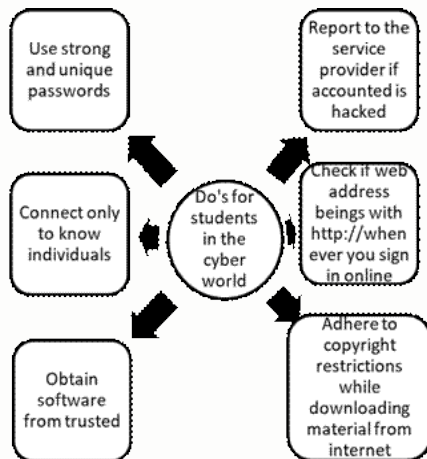 Use strong
and unique
passwords
Report to the
service
provider if
accounted is
hacked
Connect only
to know
individuals
Do's for
students
in the
cyber
world
Check if web
address
beings with
http://when
ever you sign
in online
Obtain
software
from trusted
Adhere to
copyright
restrictions
while
downloading
material from
internet